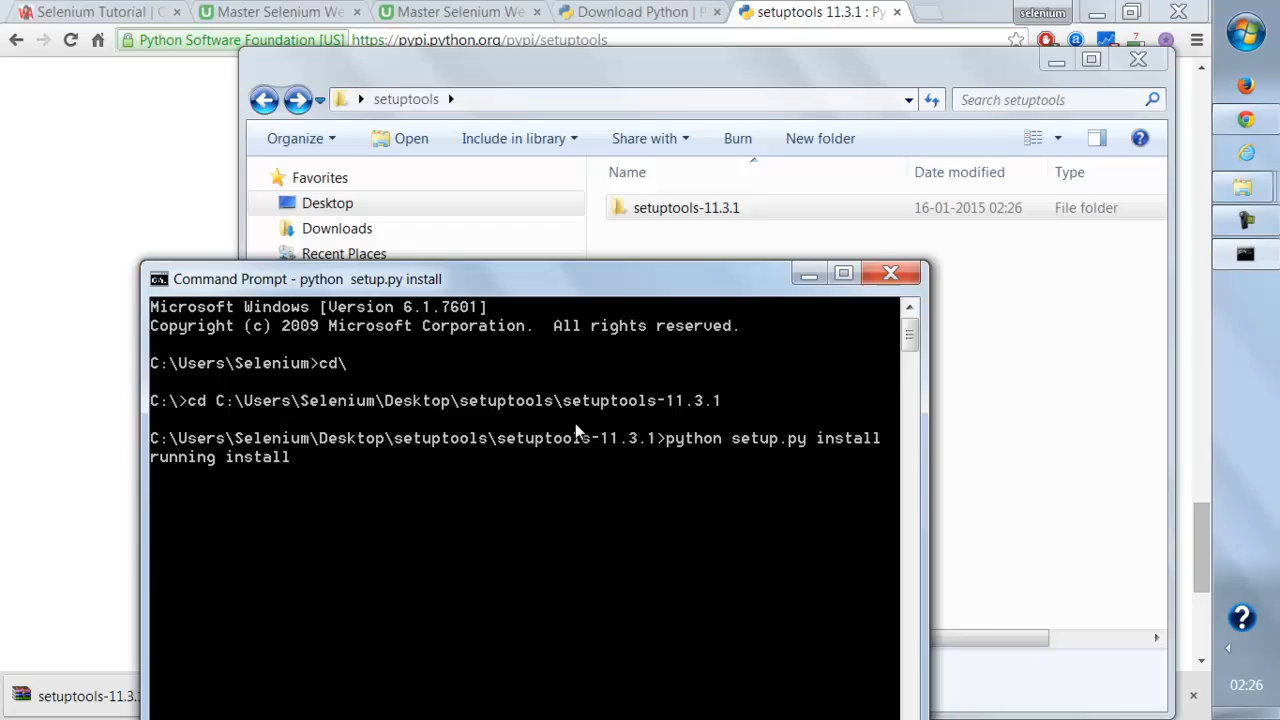 Selenium Tutorial | C
Master Selenium We
Master Selenium We
Download Python | P
setuptools 11.3.1 : Py
selenium
Python Software Foundation [US]
https://pypi.python.org/pypi/setuptools
7
setuptools
Search setuptools
Organize
Open
Include in library
Share with
Burn
New folder
Favorites
Name
Date modified
Type
Desktop
setuptools-11.3.1
16-01-2015 02:26
File folder
Downloads
Recent Places
Command Prompt - python  setup.py install
Microsoft Windows [Version 6.1.7601]
Copyright (c) 2009 Microsoft Corporation.  All rights reserved.
C:\Users\Selenium>cd\
C:\>cd C:\Users\Selenium\Desktop\setuptools\setuptools-11.3.1
C:\Users\Selenium\Desktop\setuptools\setuptools-11.3.1>python setup.py install
running install
setuptools-11.3.1
02:26